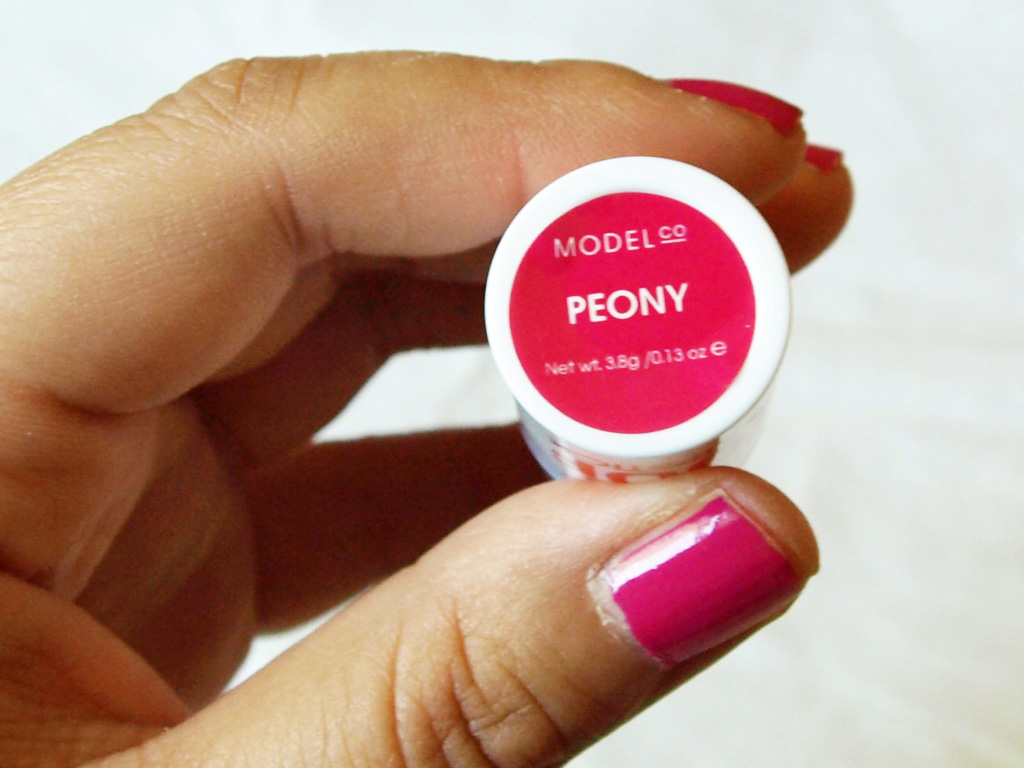 MODEL CO
PEONY
Net wt. 3.8g /0.13 oz ℮